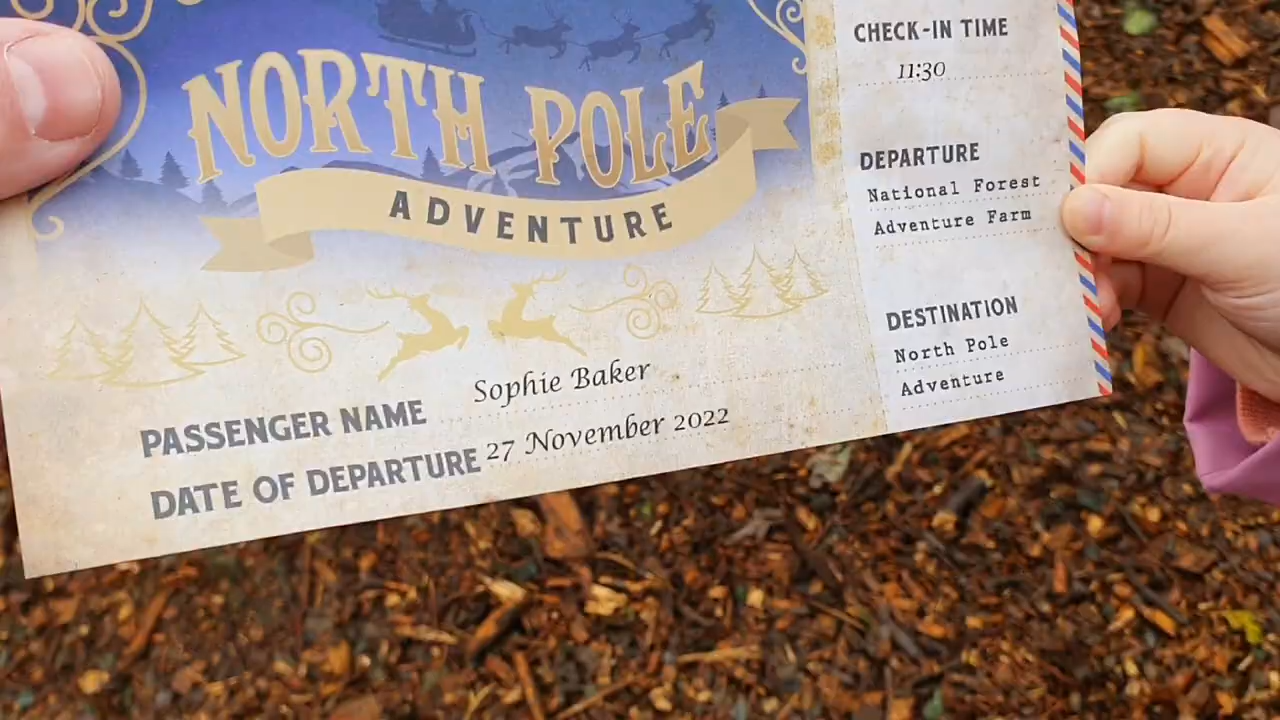 NORTH POLE
ADVENTURE
PASSENGER NAME Sophie Baker
DATE OF DEPARTURE 27 November 2022
CHECK-IN TIME
11:30
DEPARTURE
National Forest
Adventure Farm
DESTINATION
North Pole
Adventure